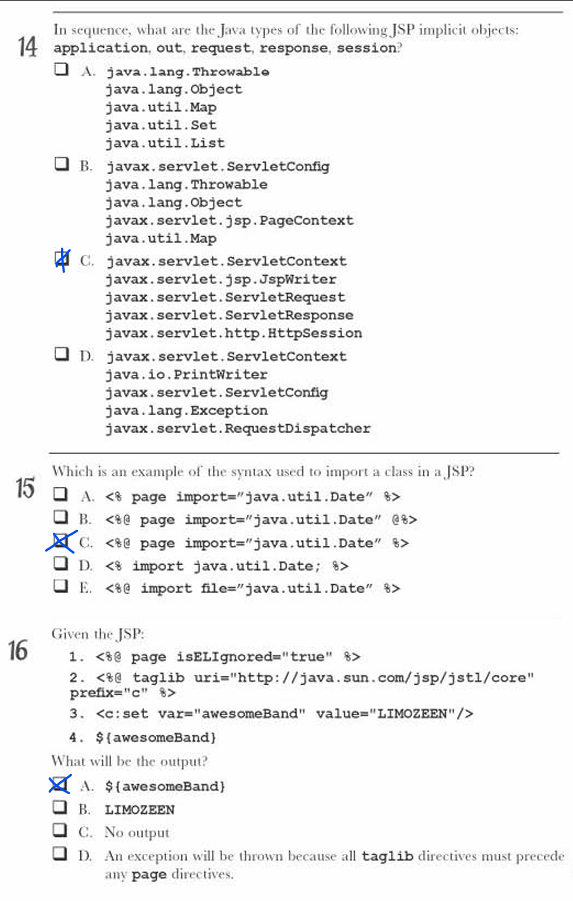 14 In sequence, what are the Java types of the following JSP implicit objects:
application, out, request, response, session?
A. java.lang.Throwable
java.lang.Object
java.util.Map
java.util.Set
java.util.List
B. javax.servlet.ServletConfig
java.lang.Throwable
java.lang.Object
javax.servlet.jsp.PageContext
java.util.Map
C. javax.servlet.ServletContext
javax.servlet.jsp.JspWriter
javax.servlet.ServletRequest
javax.servlet.ServletResponse
javax.servlet.http.HttpSession
D. javax.servlet.ServletContext
java.io.PrintWriter
javax.servlet.ServletConfig
java.lang.Exception
javax.servlet.RequestDispatcher
15 Which is an example of the syntax used to import a class in a JSP?
A. <% page import="java.util.Date" %>
B. <%@ page import="java.util.Date" @%>
C. <%@ page import="java.util.Date" %>
D. <% import java.util.Date; %>
E. <%@ import file="java.util.Date" %>
16 Given the JSP:
1. <%@ page isELIgnored="true" %>
2. <%@ taglib uri="http://java.sun.com/jsp/jstl/core"
prefix="c" %>
3. <c:set var="awesomeBand" value="LIMOZEEN"/>
4. ${awesomeBand}
What will be the output?
A. ${awesomeBand}
B. LIMOZEEN
C. No output
D. An exception will be thrown because all taglib directives must precede
any page directives.